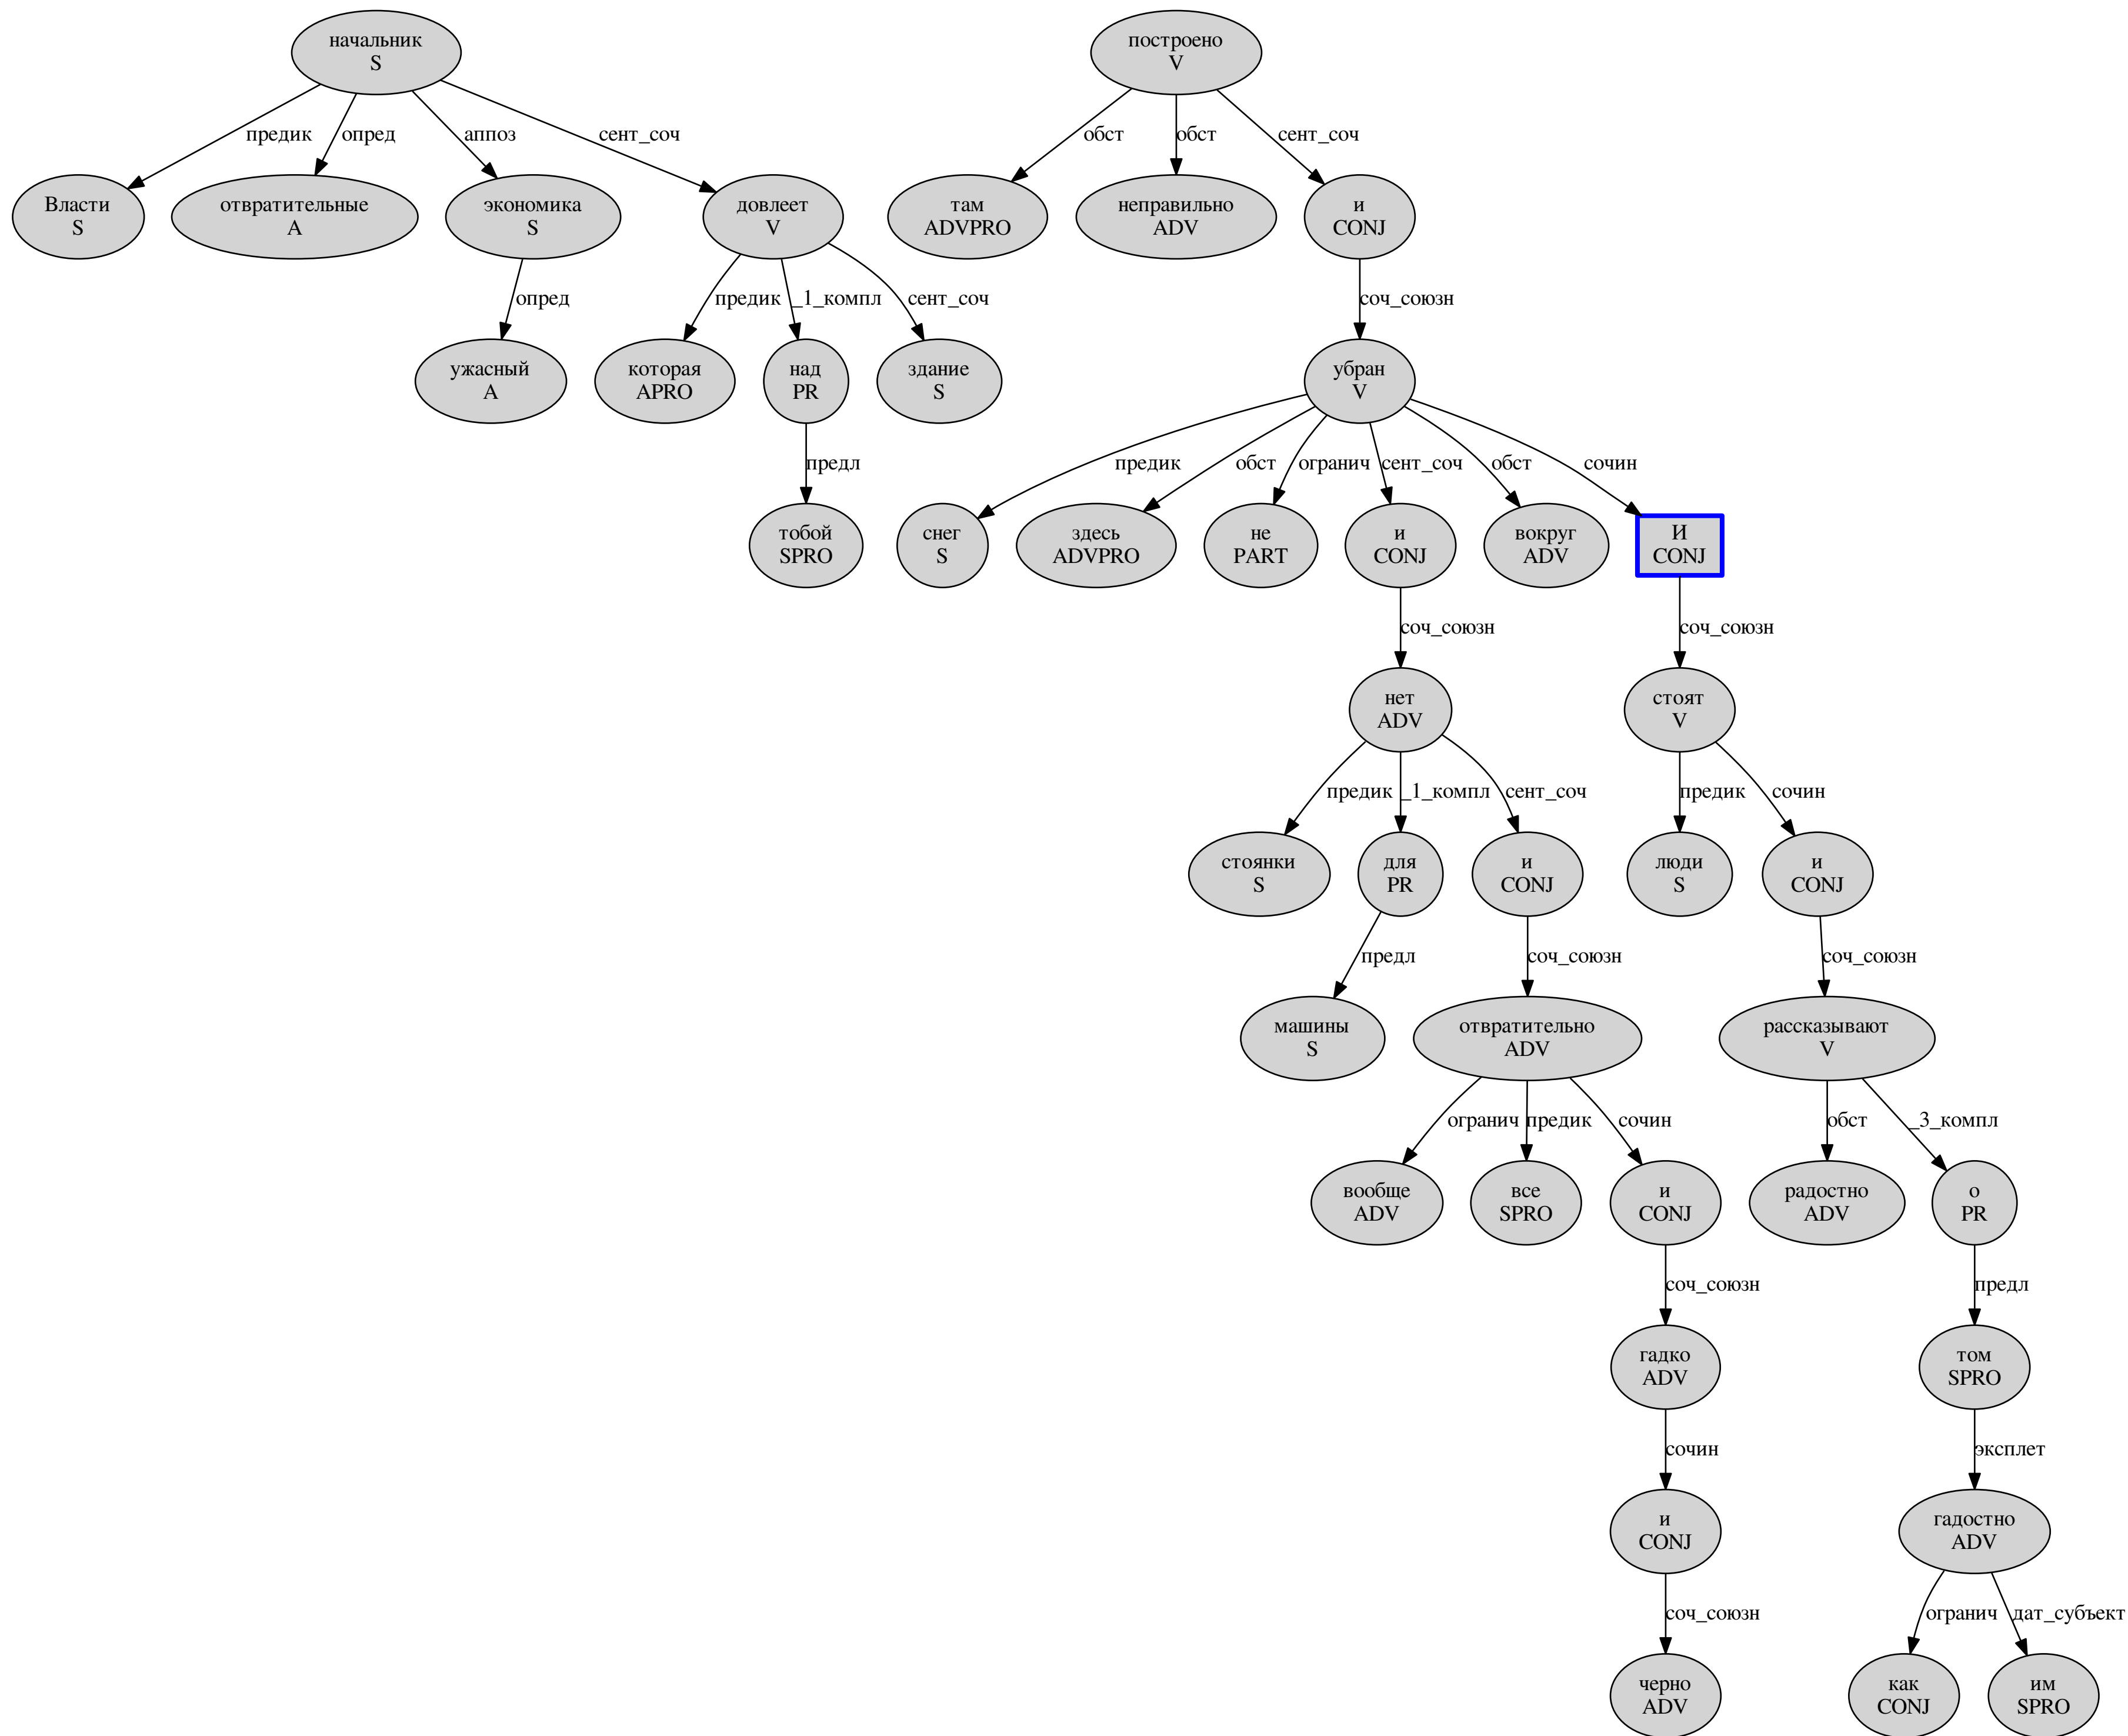 начальник
S
построено
V
предик
опред
аппоз
сент_соч
обст
обст
сент_соч
Власти
S
отвратительные
A
экономика
S
довлеет
V
там
ADVPRO
неправильно
ADV
и
CONJ
опред
предик
_1_компл
сент_соч
соч_союзн
ужасный
A
которая
APRO
над
PR
здание
S
убран
V
предл
предик
обст
огранич
сент_соч
обст
сочин
тобой
SPRO
снег
S
здесь
ADVPRO
не
PART
и
CONJ
вокруг
ADV
И
CONJ
соч_союзн
соч_союзн
нет
ADV
стоят
V
предик
_1_компл
сент_соч
предик
сочин
стоянки
S
для
PR
и
CONJ
люди
S
и
CONJ
предл
соч_союзн
соч_союзн
машины
S
отвратительно
ADV
рассказывают
V
огранич
предик
сочин
обст
_3_компл
вообще
ADV
все
SPRO
и
CONJ
радостно
ADV
о
PR
соч_союзн
предл
гадко
ADV
том
SPRO
сочин
эксплет
и
CONJ
гадостно
ADV
соч_союзн
огранич
дат_субъект
черно
ADV
как
CONJ
им
SPRO